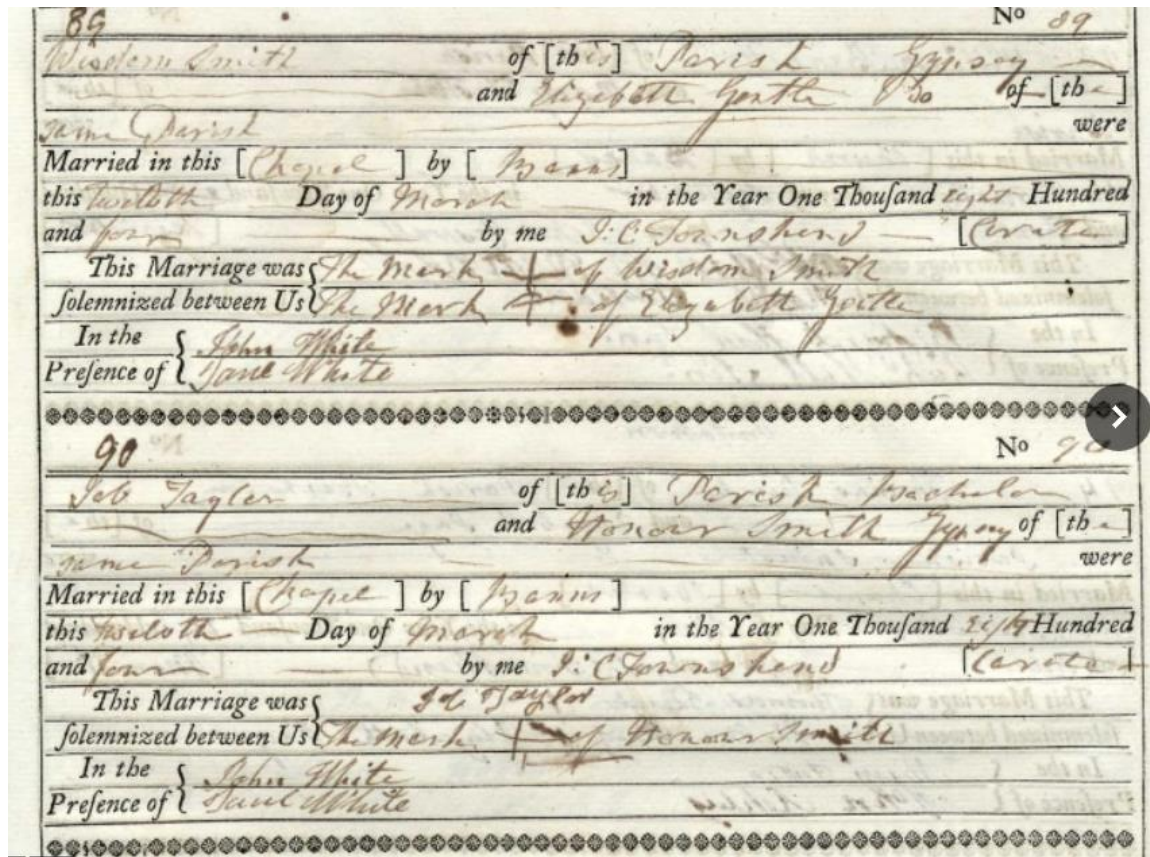 89 No 89
Wisdom Smith of [this] Parish Gypsey
and Elizabeth Gentle Do of [the]
same Parish were
Married in this [Chapel] by [Banns]
this twelfth Day of March in the Year One Thouſand eight Hundred
and four by me J: C Townshend [Curate]
This Marriage was The Mark + of Wisdom Smith
ſolemnized between Us The Mark + of Elizabeth Gentle
In the John White
Preſence of Jane White
90 No 90
Job Taylor of [this] Parish Bachelor
and Honour Smith Gypsey of [the]
same Parish were
Married in this [Chapel] by [Banns]
this twelfth Day of March in the Year One Thouſand eight Hundred
and four by me J: C Townshend [Curate]
This Marriage was Taylor
ſolemnized between Us The mark + of Honour Smith
In the John White
Preſence of Jane White